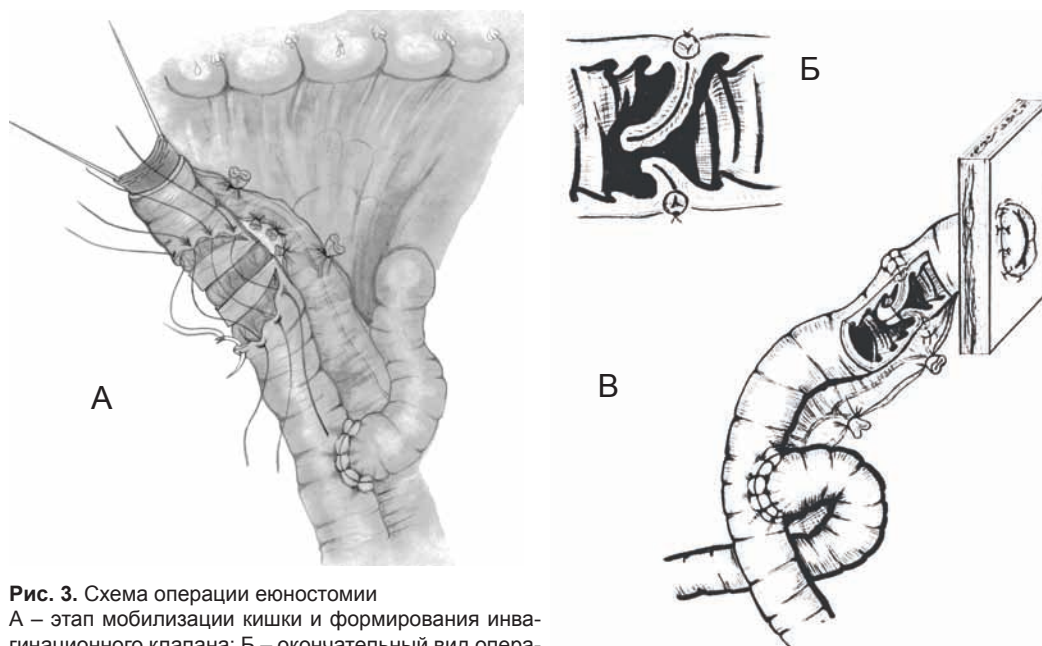 Б
А
В
Рис. 3. Схема операции еюностомии
А – этап мобилизации кишки и формирования инва-
гинационного клапана; Б – окончательный вид опера-